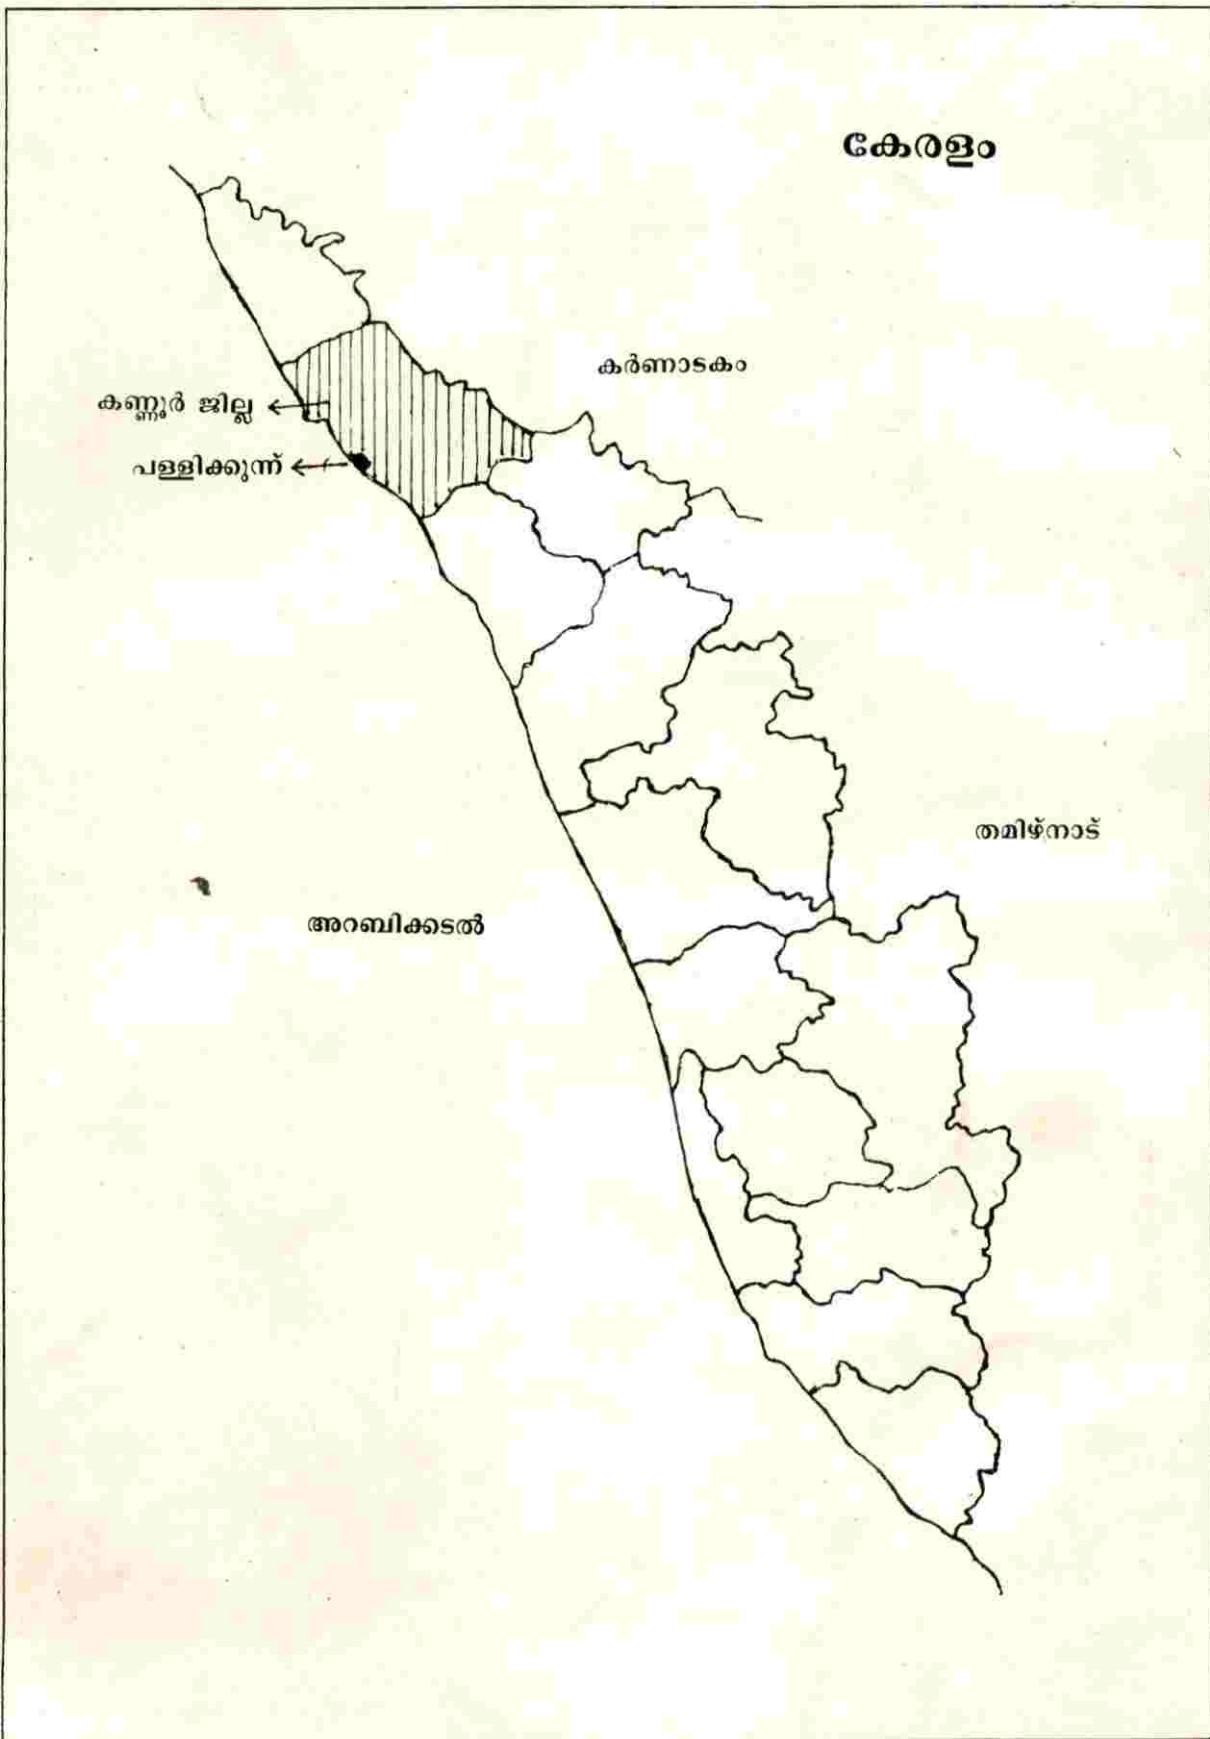 കേരളം
കർണാടകം
കണ്ണൂർ ജില്ല
പള്ളിക്കുന്ന്
തമിഴ്നാട്
അറബിക്കടൽ